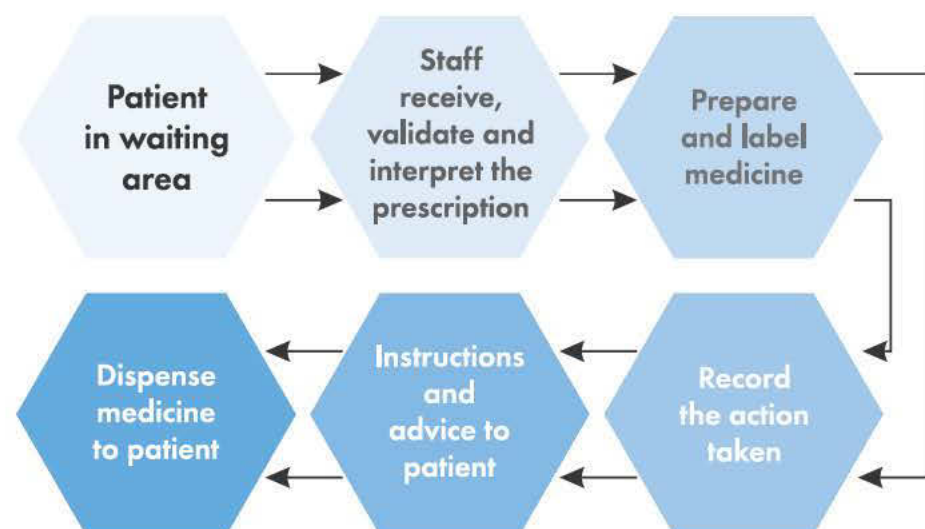 Patient
in waiting
area
Staff
receive,
validate and
interpret the
prescription
Prepare
and label
medicine
Record
the action
taken
Instructions
and
advice to
patient
Dispense
medicine
to patient